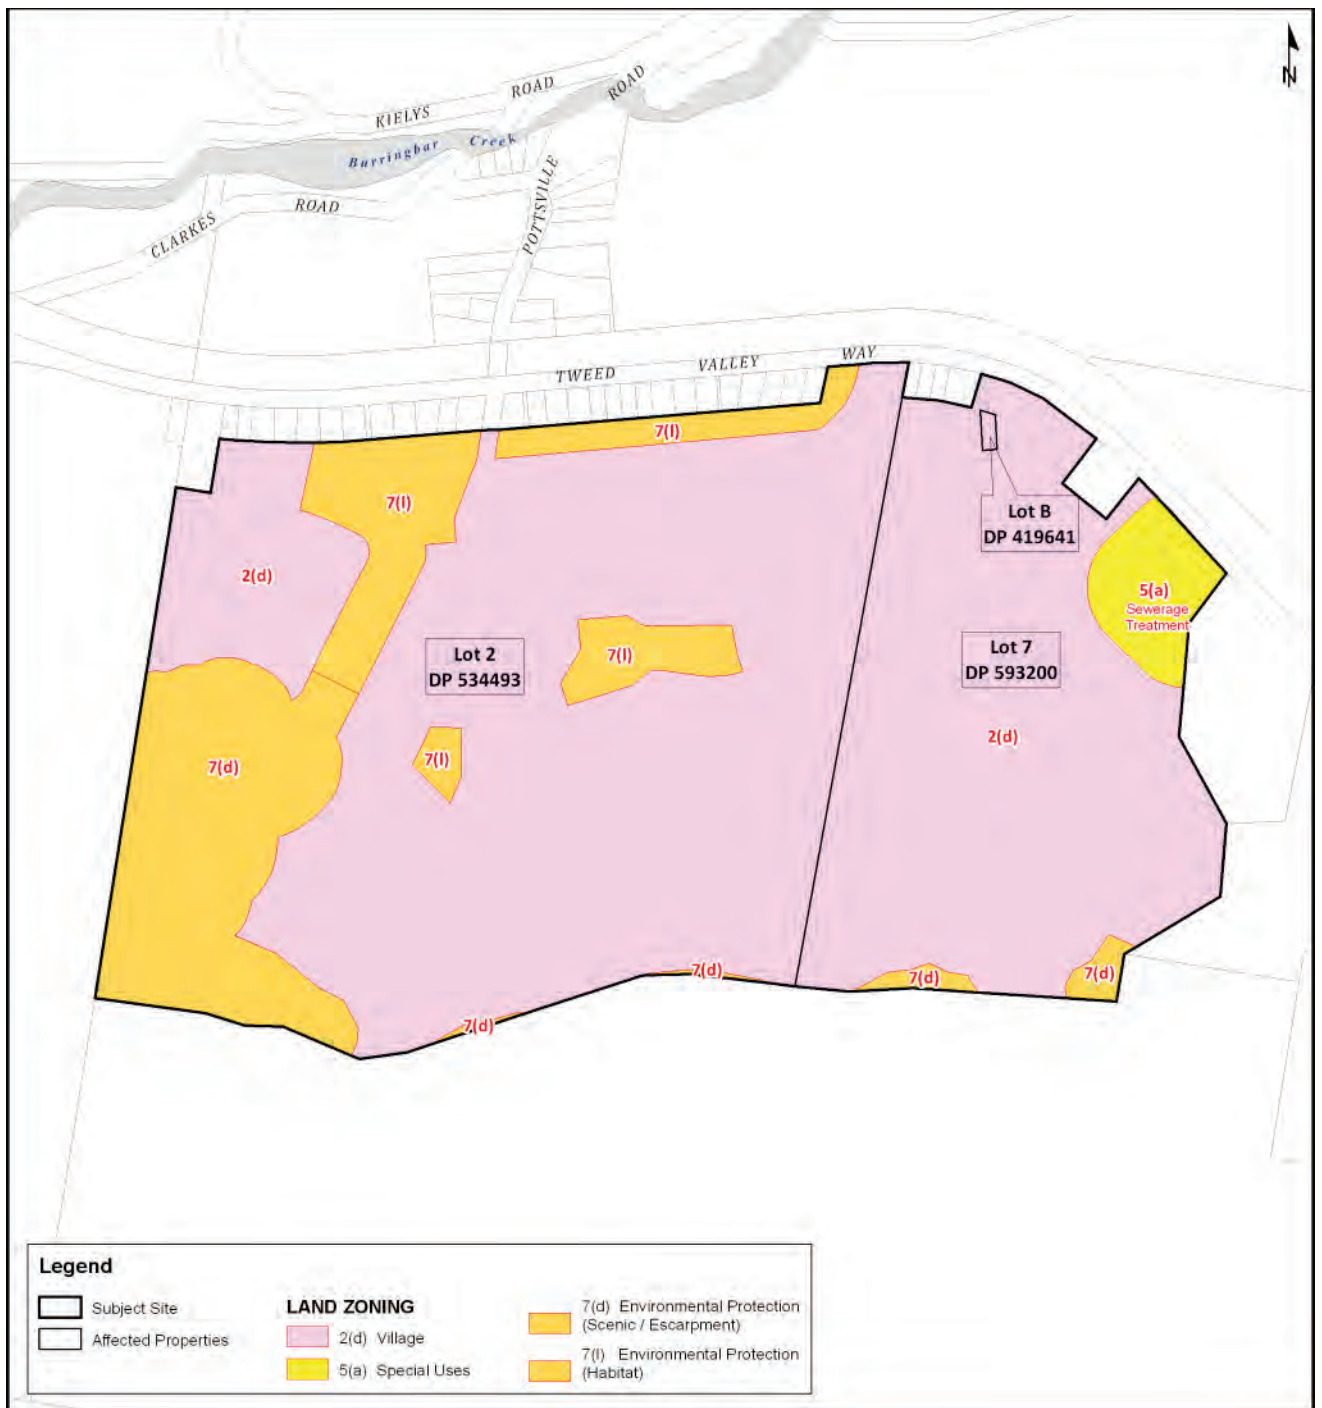 N
KIELYS ROAD
ROAD
Burringbar Creek
CLARKES ROAD
POTTSVILLE
TWEED VALLEY WAY
7(l)
7(l)
Lot B
DP 419641
2(d)
5(a)
Sewerage
Treatment
Lot 2
DP 534493
7(l)
Lot 7
DP 593200
2(d)
7(d)
7(l)
7(d)
7(d)
7(d)
7(d)
Legend
Subject Site
Affected Properties
LAND ZONING
2(d) Village
5(a) Special Uses
7(d) Environmental Protection
(Scenic / Escarpment)
7(l) Environmental Protection
(Habitat)